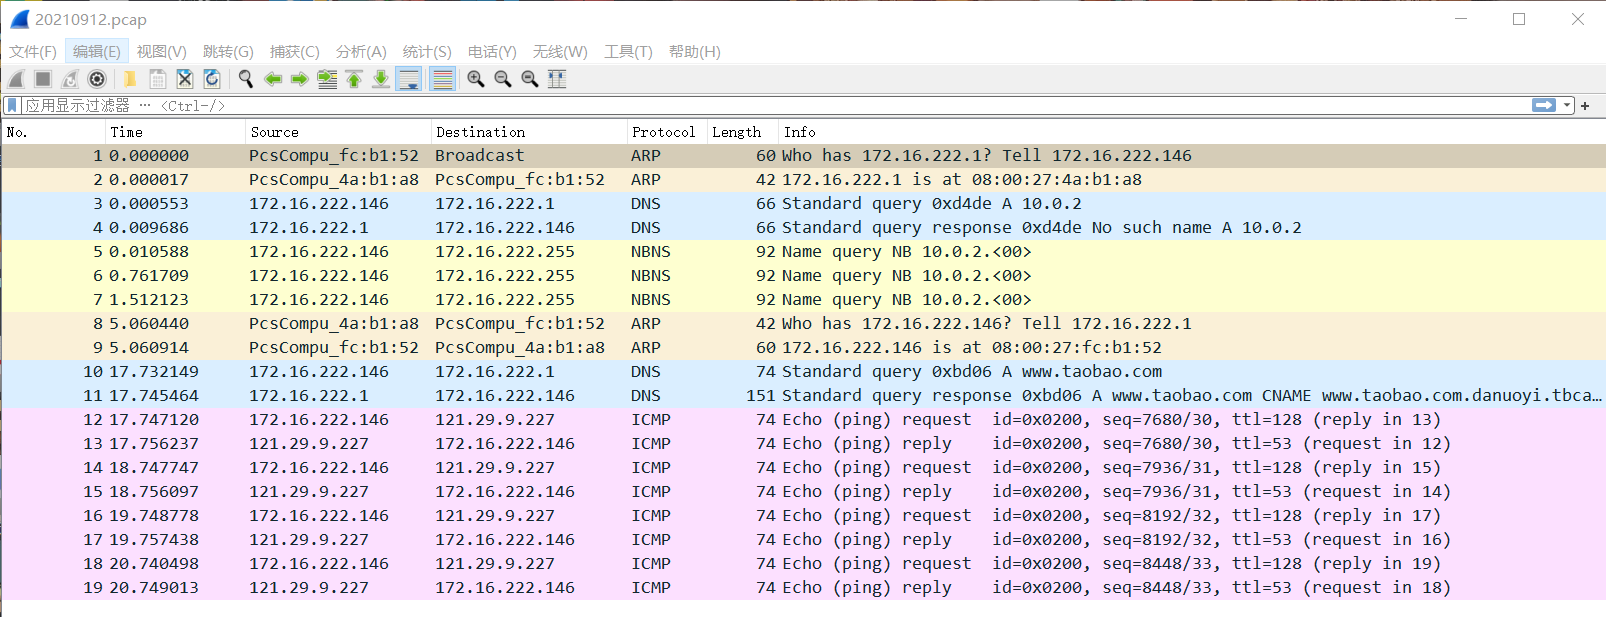 20210912.pcap
文件(F) 编辑(E) 视图(V) 跳转(G) 捕获(C) 分析(A) 统计(S) 电话(Y) 无线(W) 工具(T) 帮助(H)
应用显示过滤器 … <Ctrl-/>
No. Time Source Destination Protocol Length Info
1 0.000000 PcsCompu_fc:b1:52 Broadcast ARP 60 Who has 172.16.222.1? Tell 172.16.222.146
2 0.000017 PcsCompu_4a:b1:a8 PcsCompu_fc:b1:52 ARP 42 172.16.222.1 is at 08:00:27:4a:b1:a8
3 0.000553 172.16.222.146 172.16.222.1 DNS 66 Standard query 0xd4de A 10.0.2
4 0.009686 172.16.222.1 172.16.222.146 DNS 66 Standard query response 0xd4de No such name A 10.0.2
5 0.010588 172.16.222.146 172.16.222.255 NBNS 92 Name query NB 10.0.2.<00>
6 0.761709 172.16.222.146 172.16.222.255 NBNS 92 Name query NB 10.0.2.<00>
7 1.512123 172.16.222.146 172.16.222.255 NBNS 92 Name query NB 10.0.2.<00>
8 5.060440 PcsCompu_4a:b1:a8 PcsCompu_fc:b1:52 ARP 42 Who has 172.16.222.146? Tell 172.16.222.1
9 5.060914 PcsCompu_fc:b1:52 PcsCompu_4a:b1:a8 ARP 60 172.16.222.146 is at 08:00:27:fc:b1:52
10 17.732149 172.16.222.146 172.16.222.1 DNS 74 Standard query 0xbd06 A www.taobao.com
11 17.745464 172.16.222.1 172.16.222.146 DNS 151 Standard query response 0xbd06 A www.taobao.com CNAME www.taobao.com.danuoyi.tbca…
12 17.747120 172.16.222.146 121.29.9.227 ICMP 74 Echo (ping) request id=0x0200, seq=7680/30, ttl=128 (reply in 13)
13 17.756237 121.29.9.227 172.16.222.146 ICMP 74 Echo (ping) reply id=0x0200, seq=7680/30, ttl=53 (request in 12)
14 18.747747 172.16.222.146 121.29.9.227 ICMP 74 Echo (ping) request id=0x0200, seq=7936/31, ttl=128 (reply in 15)
15 18.756097 121.29.9.227 172.16.222.146 ICMP 74 Echo (ping) reply id=0x0200, seq=7936/31, ttl=53 (request in 14)
16 19.748778 172.16.222.146 121.29.9.227 ICMP 74 Echo (ping) request id=0x0200, seq=8192/32, ttl=128 (reply in 17)
17 19.757438 121.29.9.227 172.16.222.146 ICMP 74 Echo (ping) reply id=0x0200, seq=8192/32, ttl=53 (request in 16)
18 20.740498 172.16.222.146 121.29.9.227 ICMP 74 Echo (ping) request id=0x0200, seq=8448/33, ttl=128 (reply in 19)
19 20.749013 121.29.9.227 172.16.222.146 ICMP 74 Echo (ping) reply id=0x0200, seq=8448/33, ttl=53 (request in 18)